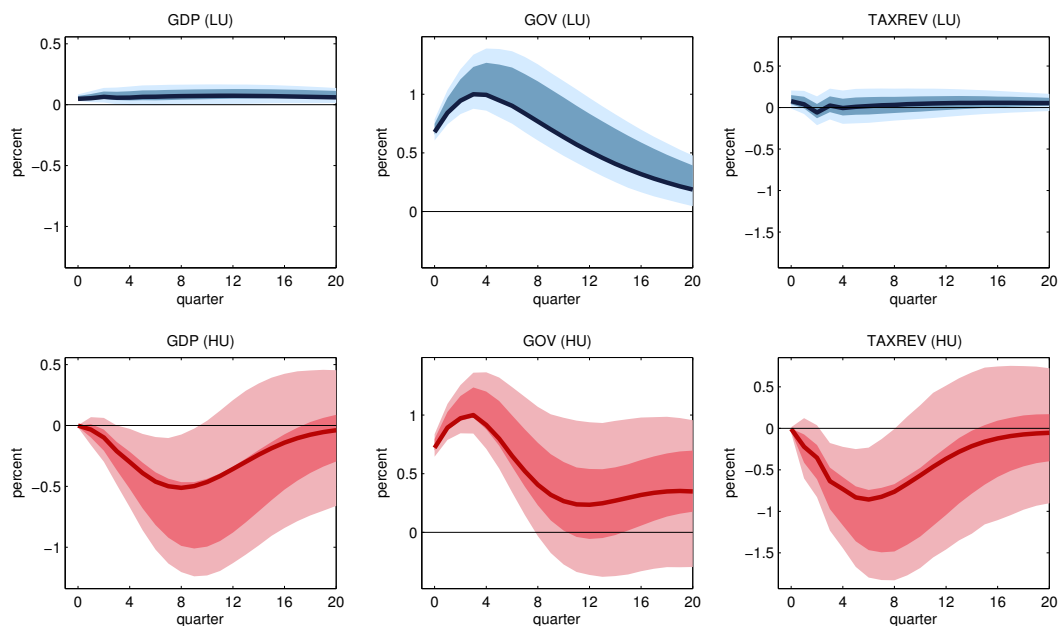 GDP (LU)
GOV (LU)
TAXREV (LU)
percent
0.5
0
−0.5
−1
0 4 8 12 16 20
quarter
percent
1
0.5
0
0 4 8 12 16 20
quarter
percent
0.5
0
−0.5
−1
−1.5
0 4 8 12 16 20
quarter
GDP (HU)
GOV (HU)
TAXREV (HU)
percent
0.5
0
−0.5
−1
0 4 8 12 16 20
quarter
percent
1
0.5
0
0 4 8 12 16 20
quarter
percent
0.5
0
−0.5
−1
−1.5
0 4 8 12 16 20
quarter